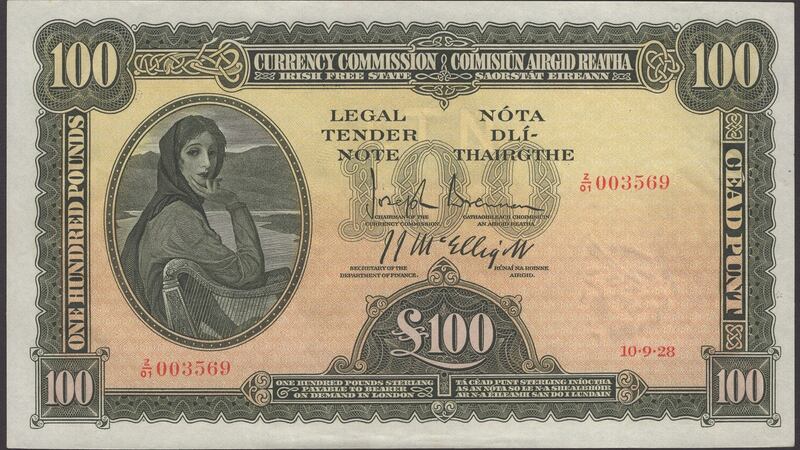 100
CURRENCY COMMISSION COIMISIÚN AIRGID REATHA
100
IRISH FREE STATE SAORSTÁT EIREANN
ONE HUNDRED POUNDS
CÉAD PUNT
LEGAL TENDER NOTE
NÓTA DLÍ-THAIRGTHE
100
Z/01 003569
Joseph Brennan
CHAIRMAN OF THE
CURRENCY COMMISSION.
CATHAOIRLEACH CHOIMISIÚN
AN AIRGID REATHA
J J McElligott
SECRETARY OF THE
DEPARTMENT OF FINANCE.
RÚNAÍ NA ROINNE
AIRGID.
£100
10·9·28
Z/01 003569
100
ONE HUNDRED POUNDS STERLING
PAYABLE TO BEARER
ON DEMAND IN LONDON
TÁ CÉAD PUNT STERLING INÍOCTHA
AR AN NÓTA SO LE N-A SHEALBHÓIR
AR N-A ÉILEAMH SAN DO I LUNDAIN
100